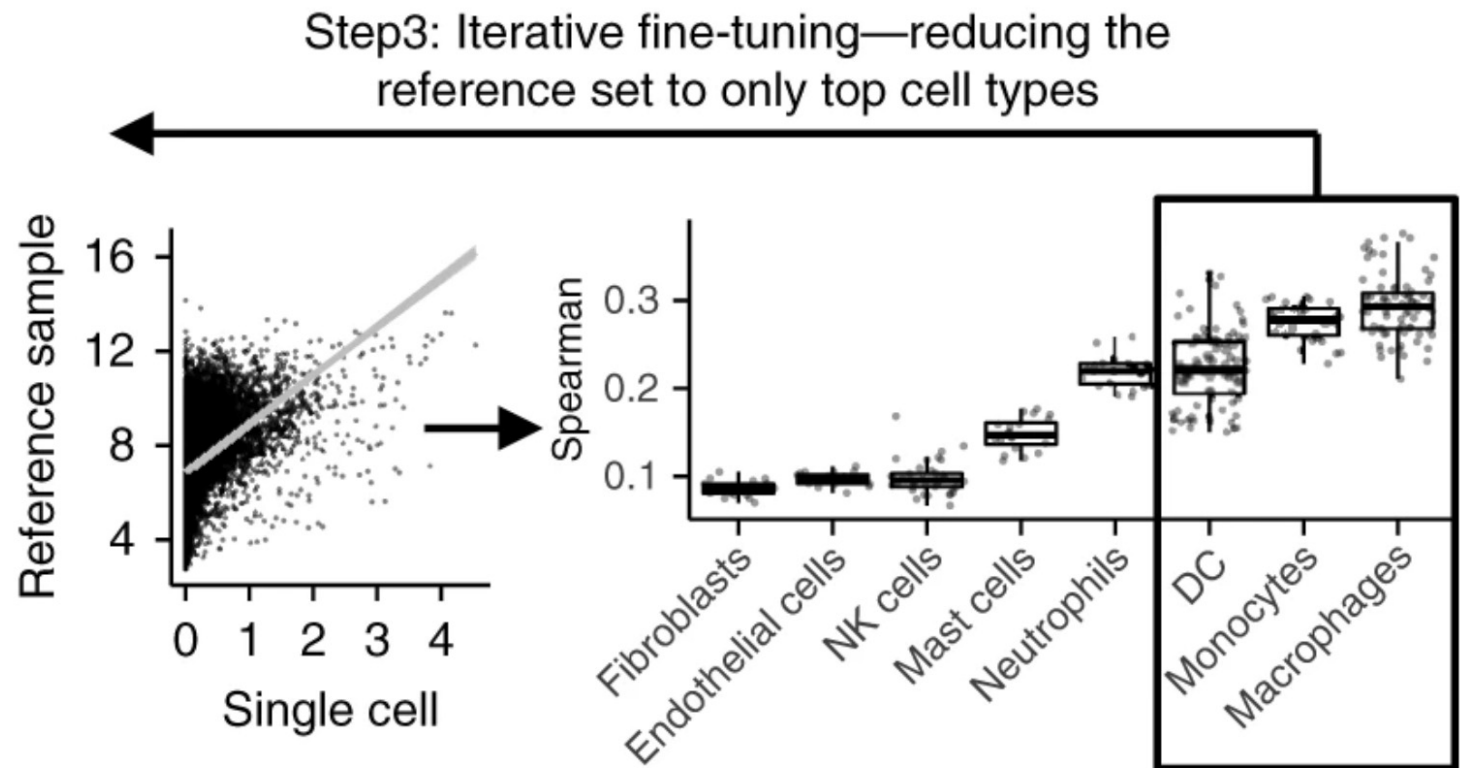 Step3: Iterative fine-tuning—reducing the
reference set to only top cell types
Reference sample
16
12
8
4
0 1 2 3 4
Single cell
Spearman
0.3
0.2
0.1
Fibroblasts
Endothelial cells
NK cells
Mast cells
Neutrophils
DC
Monocytes
Macrophages